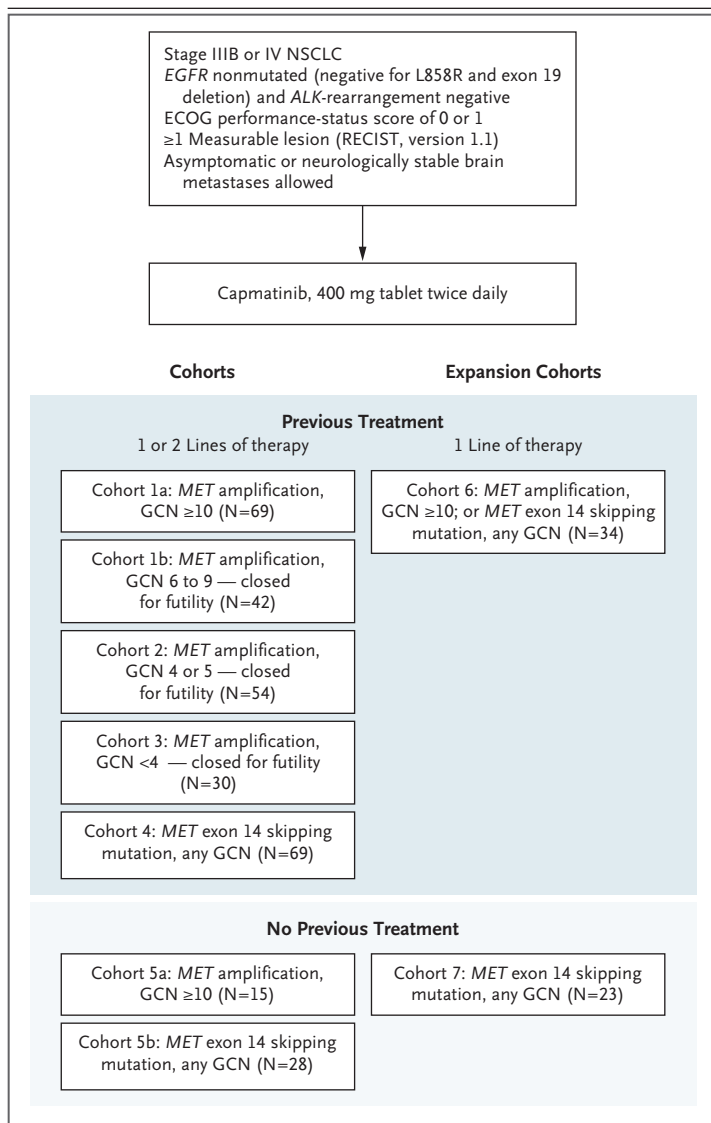 Stage IIIB or IV NSCLC
EGFR nonmutated (negative for L858R and exon 19
deletion) and ALK-rearrangement negative
ECOG performance-status score of 0 or 1
≥1 Measurable lesion (RECIST, version 1.1)
Asymptomatic or neurologically stable brain
metastases allowed
Capmatinib, 400 mg tablet twice daily
Cohorts
Expansion Cohorts
Previous Treatment
1 or 2 Lines of therapy
1 Line of therapy
Cohort 1a: MET amplification,
GCN ≥10 (N=69)
Cohort 6: MET amplification,
GCN ≥10; or MET exon 14 skipping
mutation, any GCN (N=34)
Cohort 1b: MET amplification,
GCN 6 to 9 — closed
for futility (N=42)
Cohort 2: MET amplification,
GCN 4 or 5 — closed
for futility (N=54)
Cohort 3: MET amplification,
GCN <4 — closed for futility
(N=30)
Cohort 4: MET exon 14 skipping
mutation, any GCN (N=69)
No Previous Treatment
Cohort 5a: MET amplification,
GCN ≥10 (N=15)
Cohort 7: MET exon 14 skipping
mutation, any GCN (N=23)
Cohort 5b: MET exon 14 skipping
mutation, any GCN (N=28)